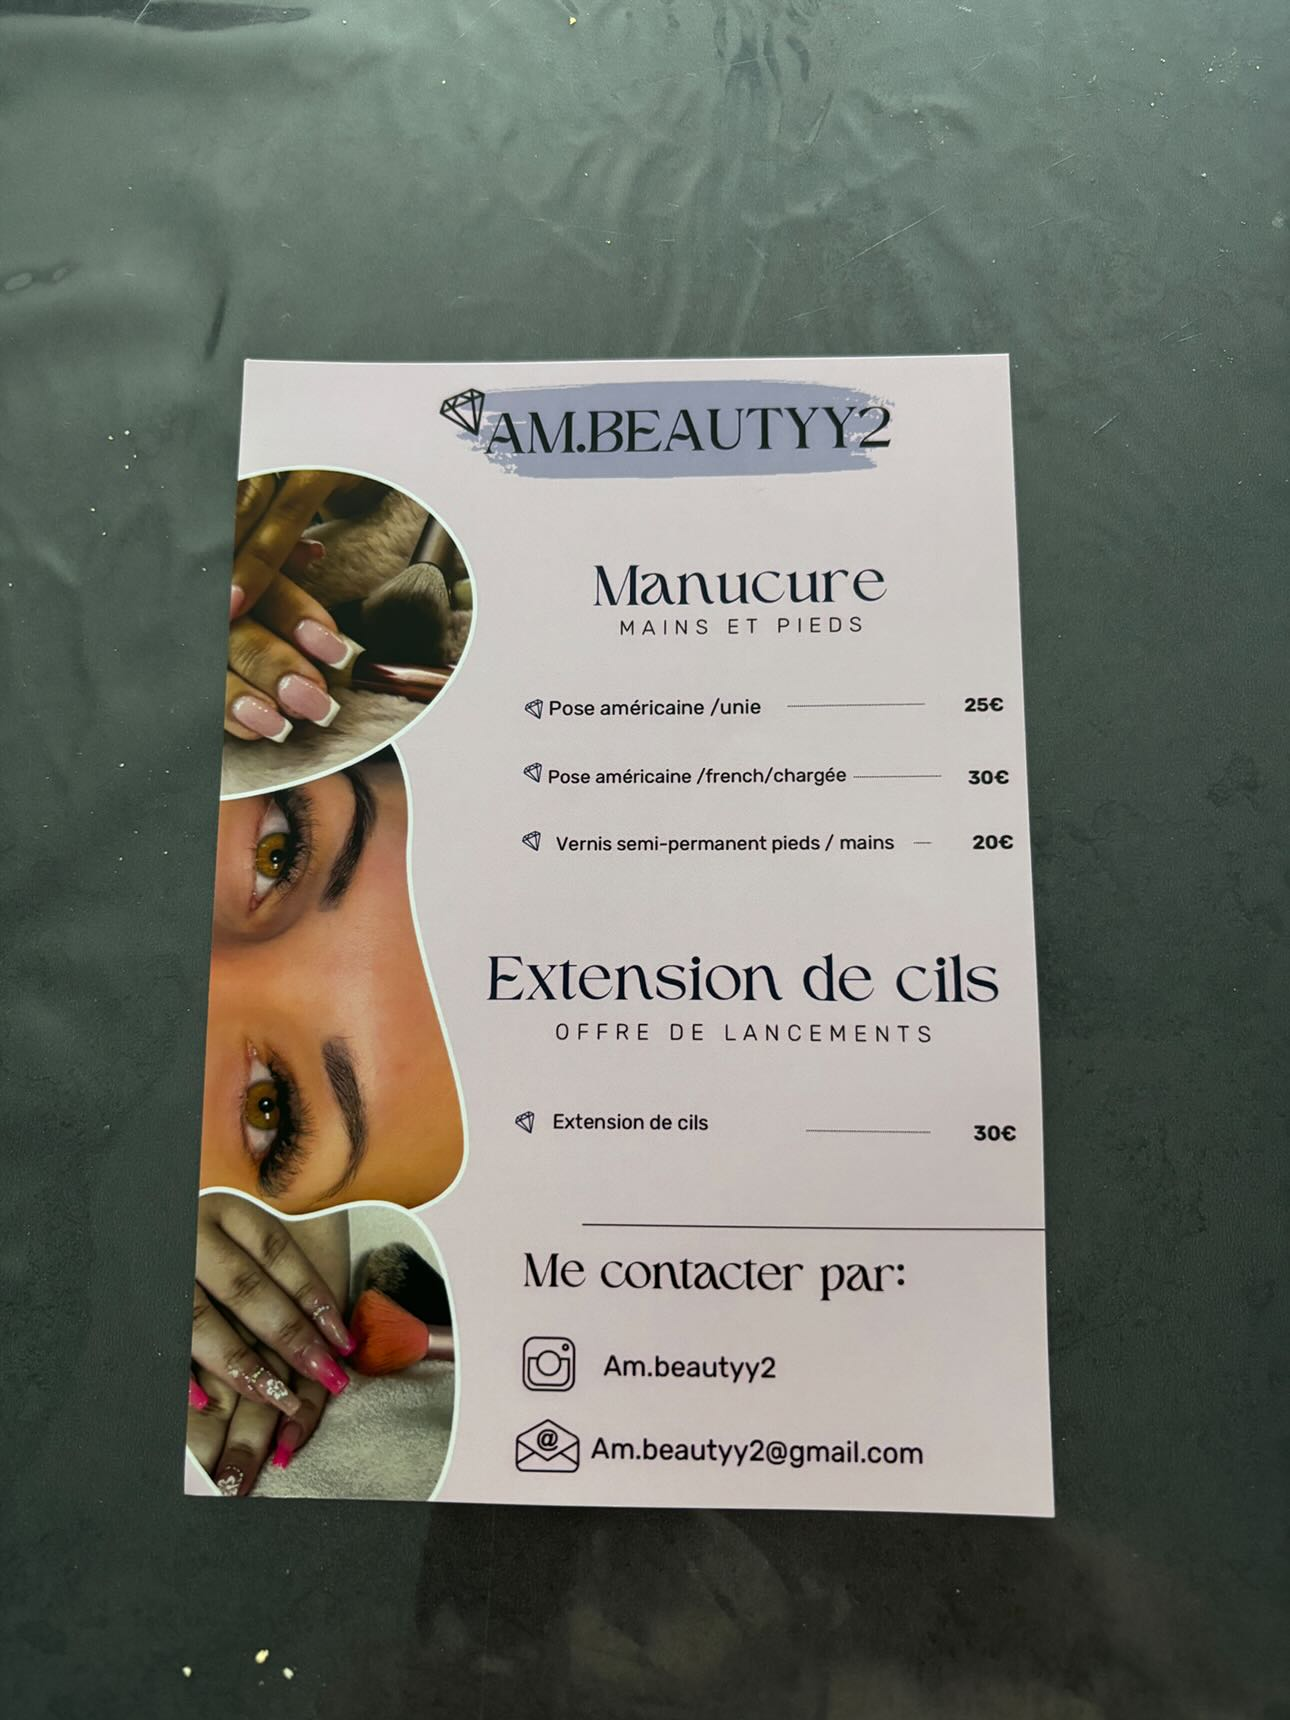 AM.BEAUTYY2
Manucure
MAINS ET PIEDS
Pose américaine /unie 25€
Pose américaine /french/chargée 30€
Vernis semi-permanent pieds / mains 20€
Extension de cils
OFFRE DE LANCEMENTS
Extension de cils 30€
Me contacter par:
Am.beautyy2
@ Am.beautyy2@gmail.com